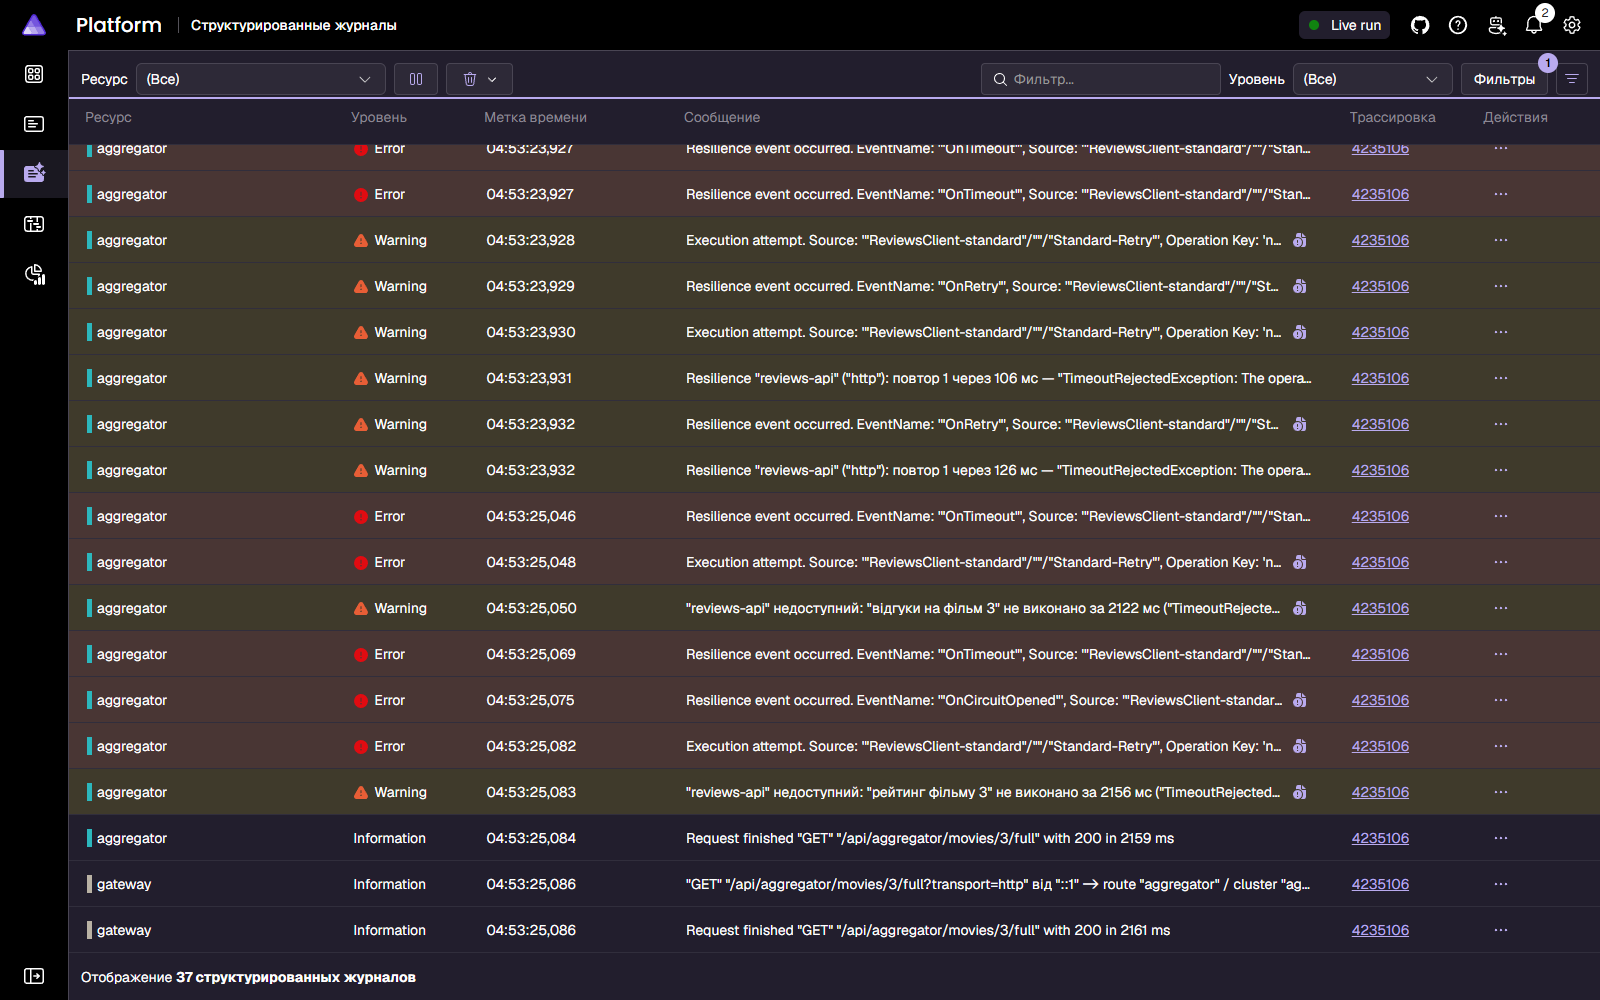 Platform
Структурированные журналы
Live run
2
Ресурс
(Все)
Фильтр...
Уровень
(Все)
Фильтры
1
Ресурс Уровень Метка времени Сообщение Трассировка Действия
aggregator Error 04:53:23,927 Resilience event occurred. EventName: '"OnTimeout"', Source: '"ReviewsClient-standard"/""/"Stan... 4235106 ...
aggregator Error 04:53:23,927 Resilience event occurred. EventName: '"OnTimeout"', Source: '"ReviewsClient-standard"/""/"Stan... 4235106 ...
aggregator Warning 04:53:23,928 Execution attempt. Source: '"ReviewsClient-standard"/""/"Standard-Retry"', Operation Key: 'n... 4235106 ...
aggregator Warning 04:53:23,929 Resilience event occurred. EventName: '"OnRetry"', Source: '"ReviewsClient-standard"/""/"St... 4235106 ...
aggregator Warning 04:53:23,930 Execution attempt. Source: '"ReviewsClient-standard"/""/"Standard-Retry"', Operation Key: 'n... 4235106 ...
aggregator Warning 04:53:23,931 Resilience "reviews-api" ("http"): повтор 1 через 106 мс — "TimeoutRejectedException: The opera... 4235106 ...
aggregator Warning 04:53:23,932 Resilience event occurred. EventName: '"OnRetry"', Source: '"ReviewsClient-standard"/""/"St... 4235106 ...
aggregator Warning 04:53:23,932 Resilience "reviews-api" ("http"): повтор 1 через 126 мс — "TimeoutRejectedException: The opera... 4235106 ...
aggregator Error 04:53:25,046 Resilience event occurred. EventName: '"OnTimeout"', Source: '"ReviewsClient-standard"/""/"Stan... 4235106 ...
aggregator Error 04:53:25,048 Execution attempt. Source: '"ReviewsClient-standard"/""/"Standard-Retry"', Operation Key: 'n... 4235106 ...
aggregator Warning 04:53:25,050 "reviews-api" недоступний: "відгуки на фільм 3" не виконано за 2122 мс ("TimeoutRejecte... 4235106 ...
aggregator Error 04:53:25,069 Resilience event occurred. EventName: '"OnTimeout"', Source: '"ReviewsClient-standard"/""/"Stan... 4235106 ...
aggregator Error 04:53:25,075 Resilience event occurred. EventName: '"OnCircuitOpened"', Source: '"ReviewsClient-standar... 4235106 ...
aggregator Error 04:53:25,082 Execution attempt. Source: '"ReviewsClient-standard"/""/"Standard-Retry"', Operation Key: 'n... 4235106 ...
aggregator Warning 04:53:25,083 "reviews-api" недоступний: "рейтинг фільму 3" не виконано за 2156 мс ("TimeoutRejected... 4235106 ...
aggregator Information 04:53:25,084 Request finished "GET" "/api/aggregator/movies/3/full" with 200 in 2159 ms 4235106 ...
gateway Information 04:53:25,086 "GET" "/api/aggregator/movies/3/full?transport=http" від "::1" → route "aggregator" / cluster "ag... 4235106 ...
gateway Information 04:53:25,086 Request finished "GET" "/api/aggregator/movies/3/full" with 200 in 2161 ms 4235106 ...
Отображение 37 структурированных журналов